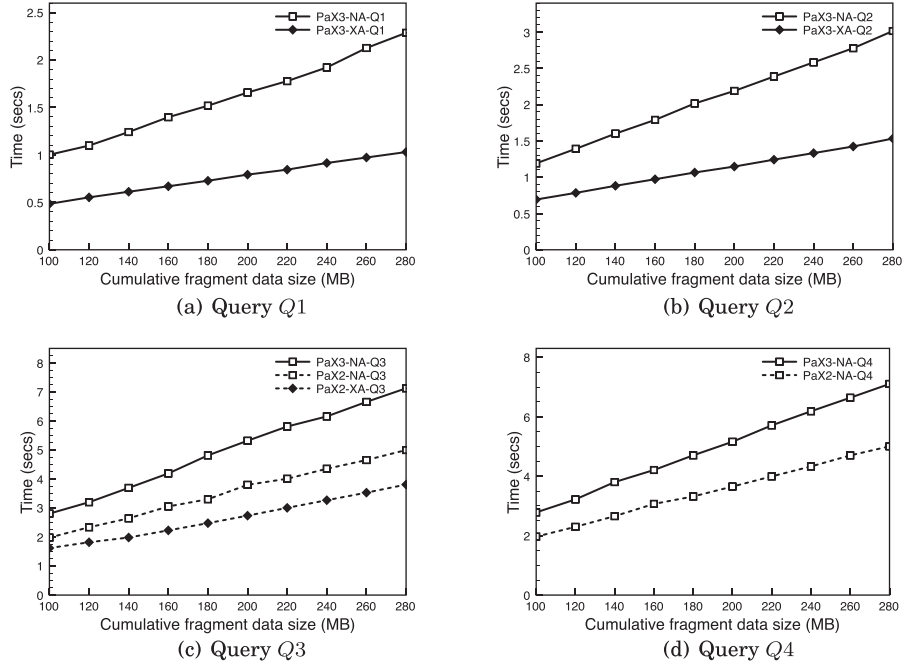 2.5
2
1.5
1
0.5
0
Time (secs)
PaX3-NA-Q1
PaX3-XA-Q1
100 120 140 160 180 200 220 240 260 280
Cumulative fragment data size (MB)
(a) Query Q1
3
2.5
2
1.5
1
0.5
0
Time (secs)
PaX3-NA-Q2
PaX3-XA-Q2
100 120 140 160 180 200 220 240 260 280
Cumulative fragment data size (MB)
(b) Query Q2
8
7
6
5
4
3
2
1
0
Time (secs)
PaX3-NA-Q3
PaX2-NA-Q3
PaX2-XA-Q3
100 120 140 160 180 200 220 240 260 280
Cumulative fragment data size (MB)
(c) Query Q3
8
6
4
2
0
Time (secs)
PaX3-NA-Q4
PaX2-NA-Q4
100 120 140 160 180 200 220 240 260 280
Cumulative fragment data size (MB)
(d) Query Q4